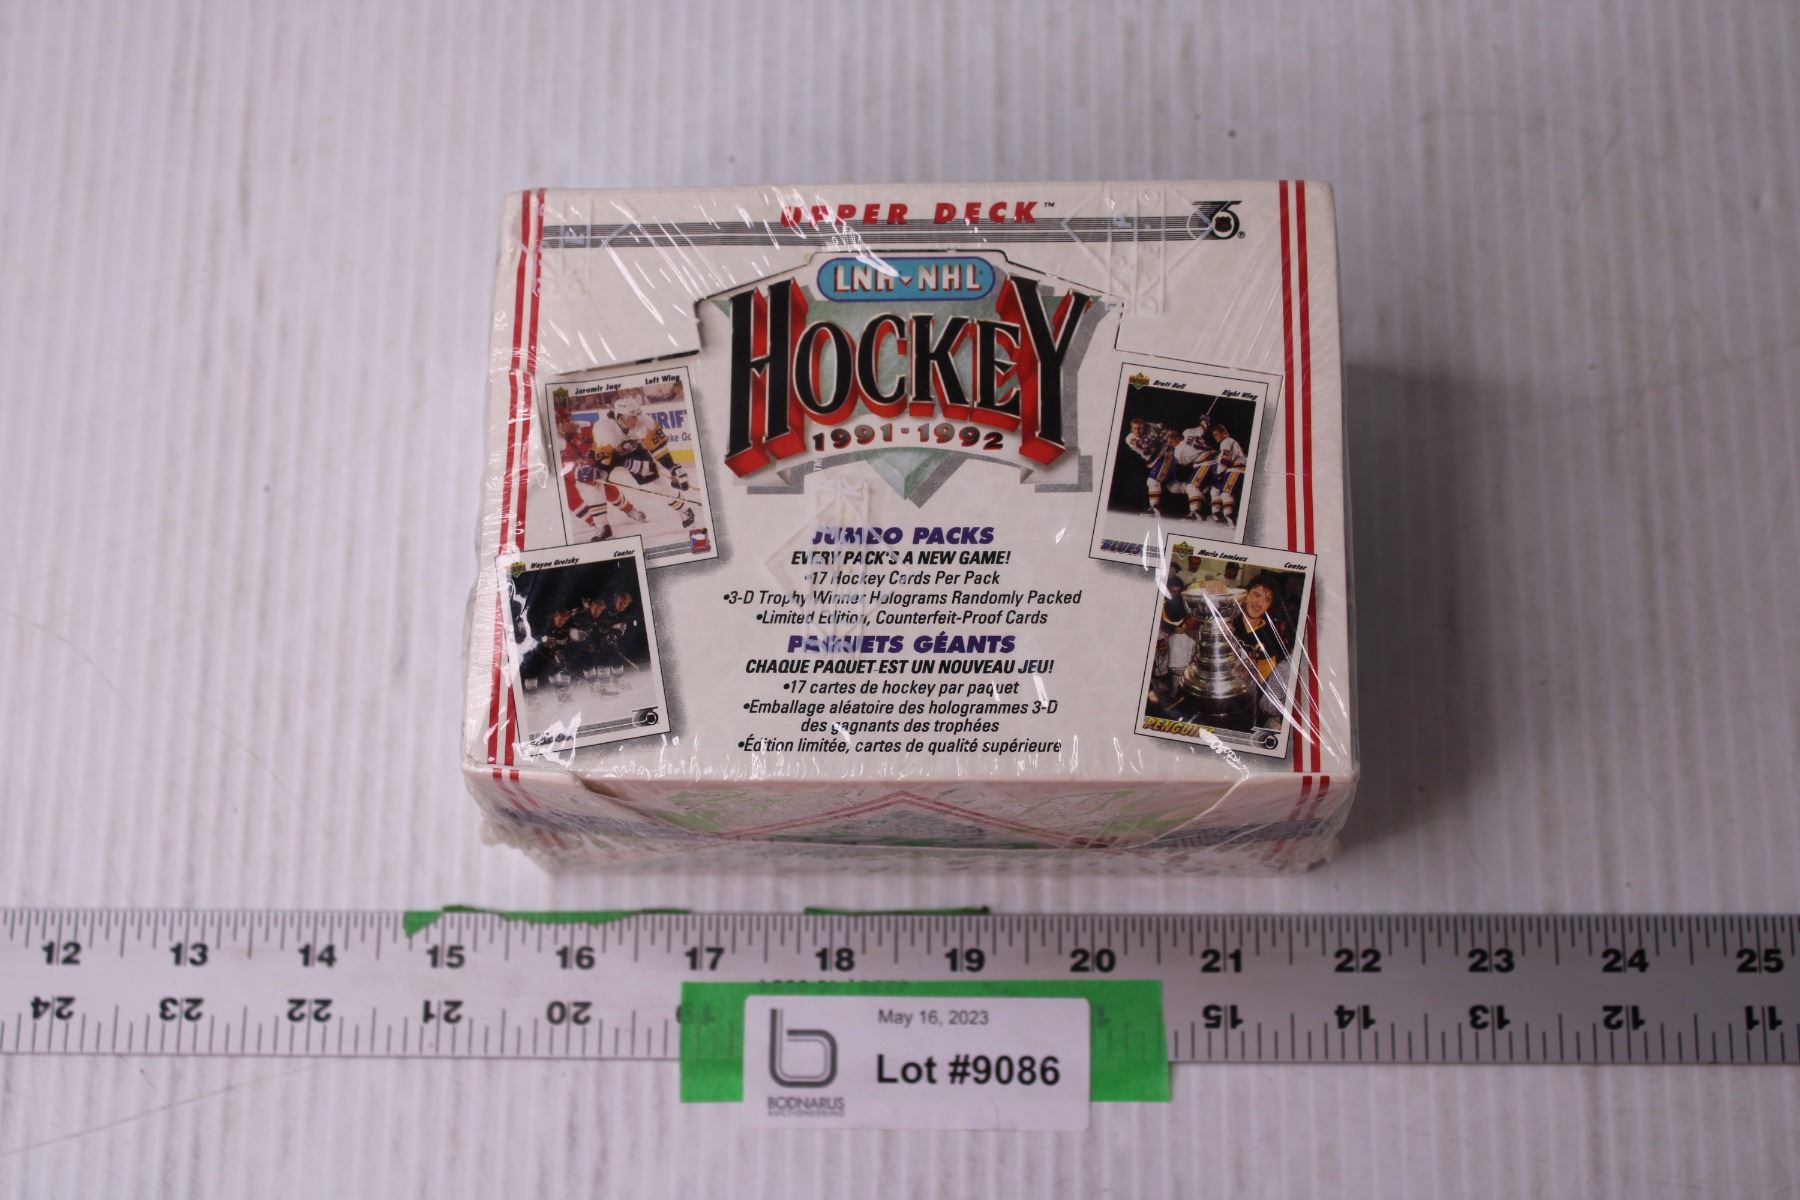 UPPER DECK™
LNH NHL
HOCKEY
1991-1992
Jaromir Jagr Left Wing
Brett Hull Right Wing
BLUES
Wayne Gretzky Center
Mario Lemieux Center
PENGUINS
JUMBO PACKS
EVERY PACK'S A NEW GAME!
•17 Hockey Cards Per Pack
•3-D Trophy Winner Holograms Randomly Packed
•Limited Edition, Counterfeit-Proof Cards
PAQUETS GÉANTS
CHAQUE PAQUET EST UN NOUVEAU JEU!
•17 cartes de hockey par paquet
•Emballage aléatoire des hologrammes 3-D
des gagnants des trophées
•Édition limitée, cartes de qualité supérieure
12 13 14 15 16 17 18 19 20 21 22 23 24 25
24 23 22 21 20 19 15 14 13 12 11
May 16, 2023
Lot #9086
BODNARUS
AUCTIONEERING